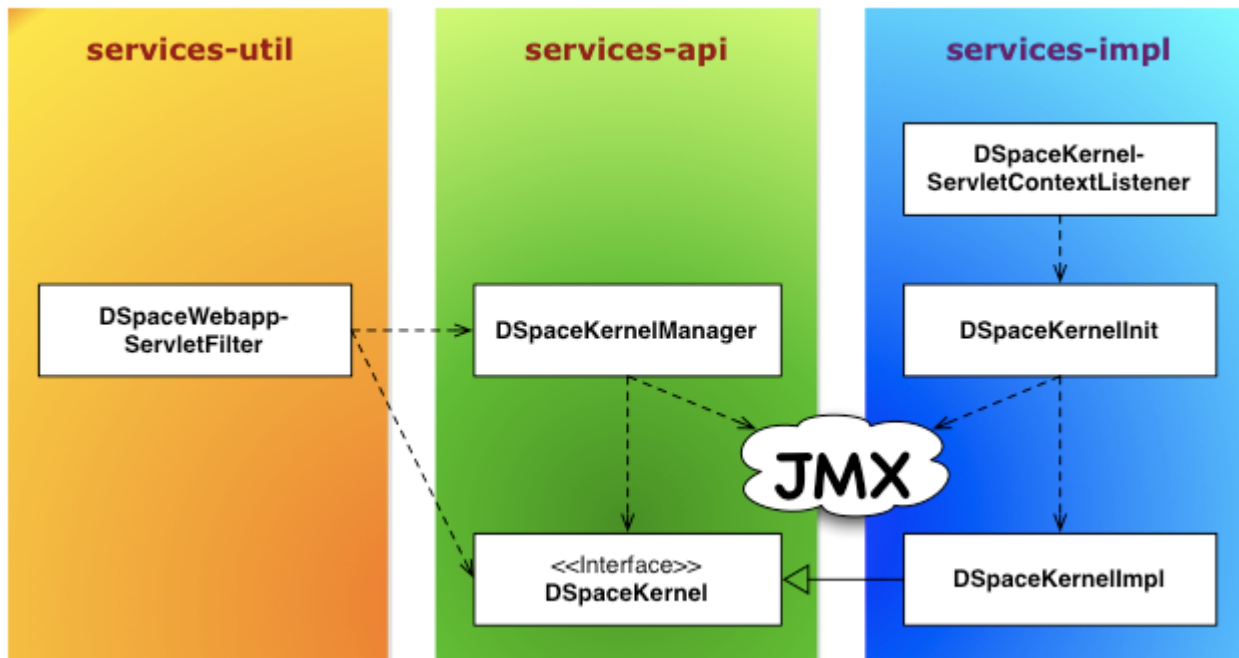 services-util
services-api
services-impl
DSpaceKernel-
ServletContextListener
DSpaceWebapp-
ServletFilter
DSpaceKernelManager
DSpaceKernelInit
JMX
<<Interface>>
DSpaceKernel
DSpaceKernelImpl